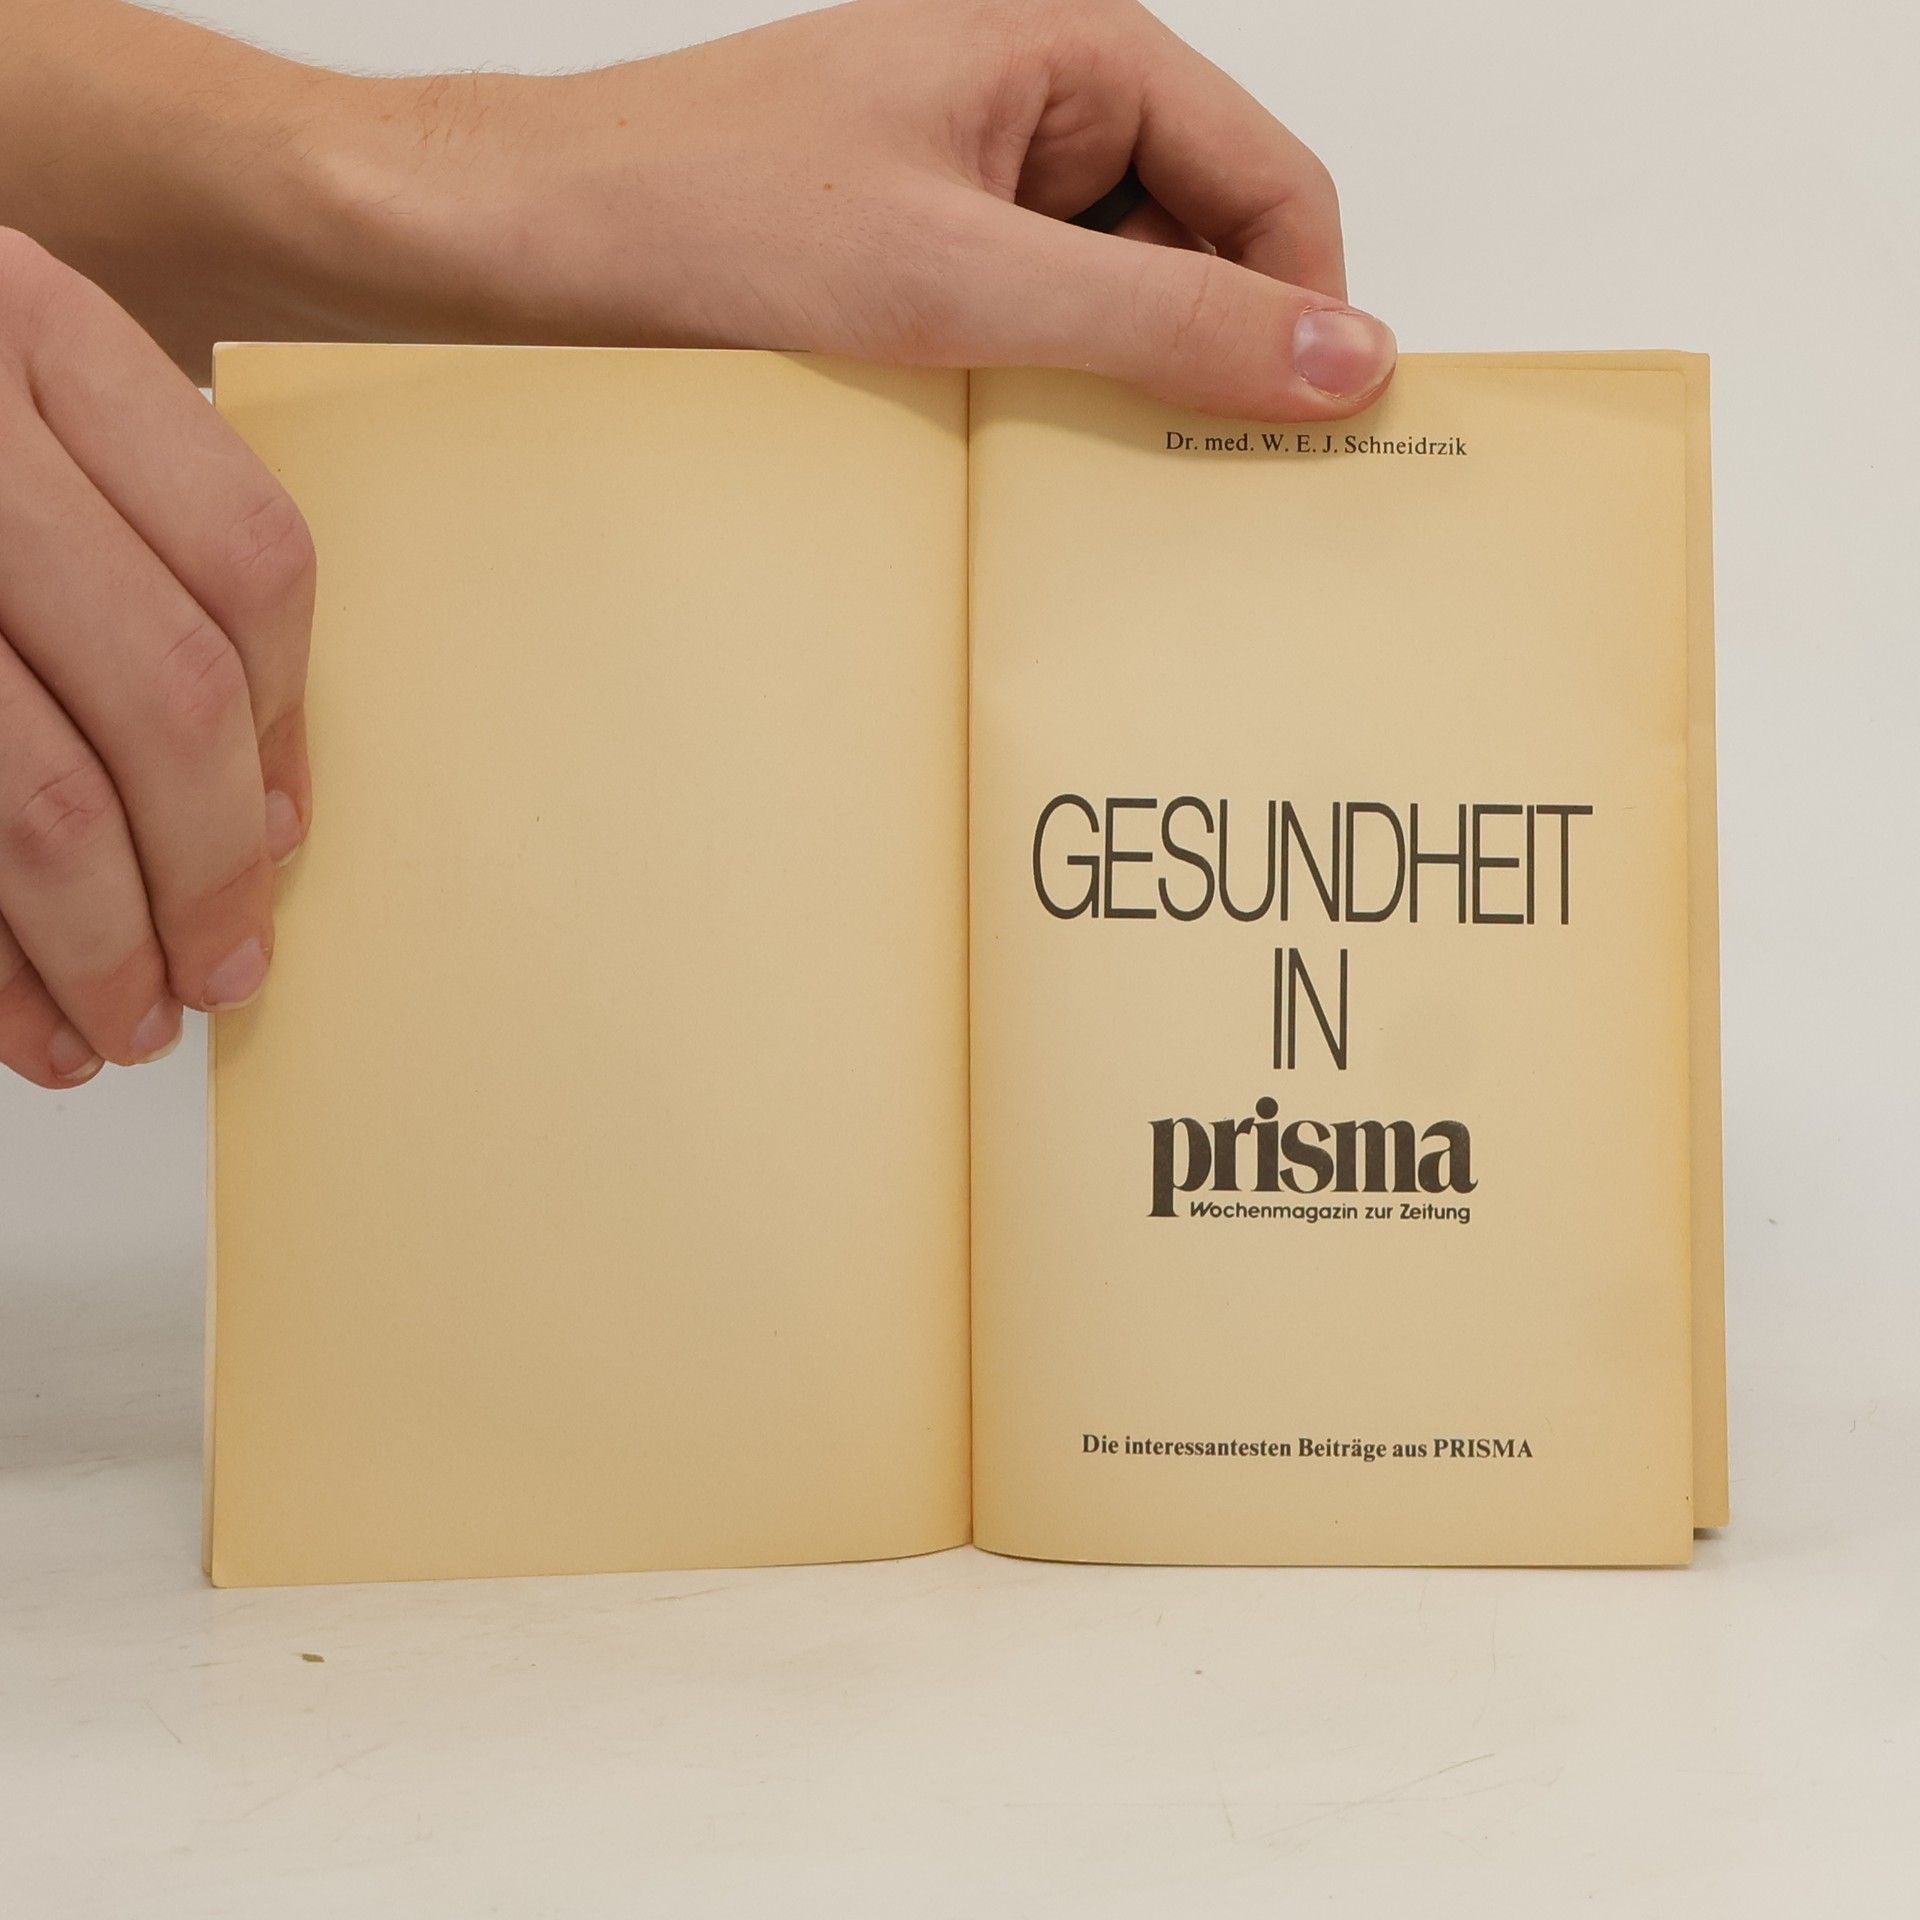 Dr. med. W. E. J. Schneidrzik
GESUNDHEIT
IN
prisma
Wochenmagazin zur Zeitung
Die interessantesten Beiträge aus PRISMA